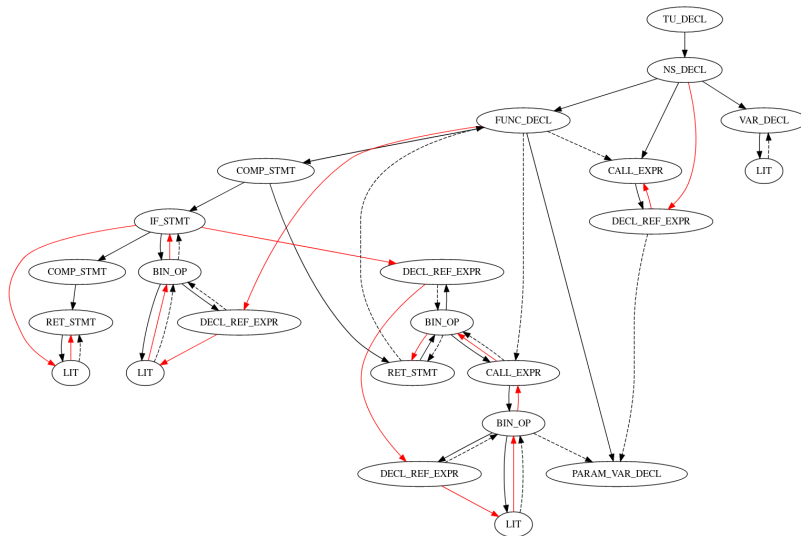 TU_DECL
NS_DECL
FUNC_DECL
VAR_DECL
COMP_STMT
CALL_EXPR
LIT
IF_STMT
DECL_REF_EXPR
COMP_STMT
BIN_OP
DECL_REF_EXPR
RET_STMT
DECL_REF_EXPR
BIN_OP
LIT
LIT
RET_STMT
CALL_EXPR
BIN_OP
DECL_REF_EXPR
PARAM_VAR_DECL
LIT